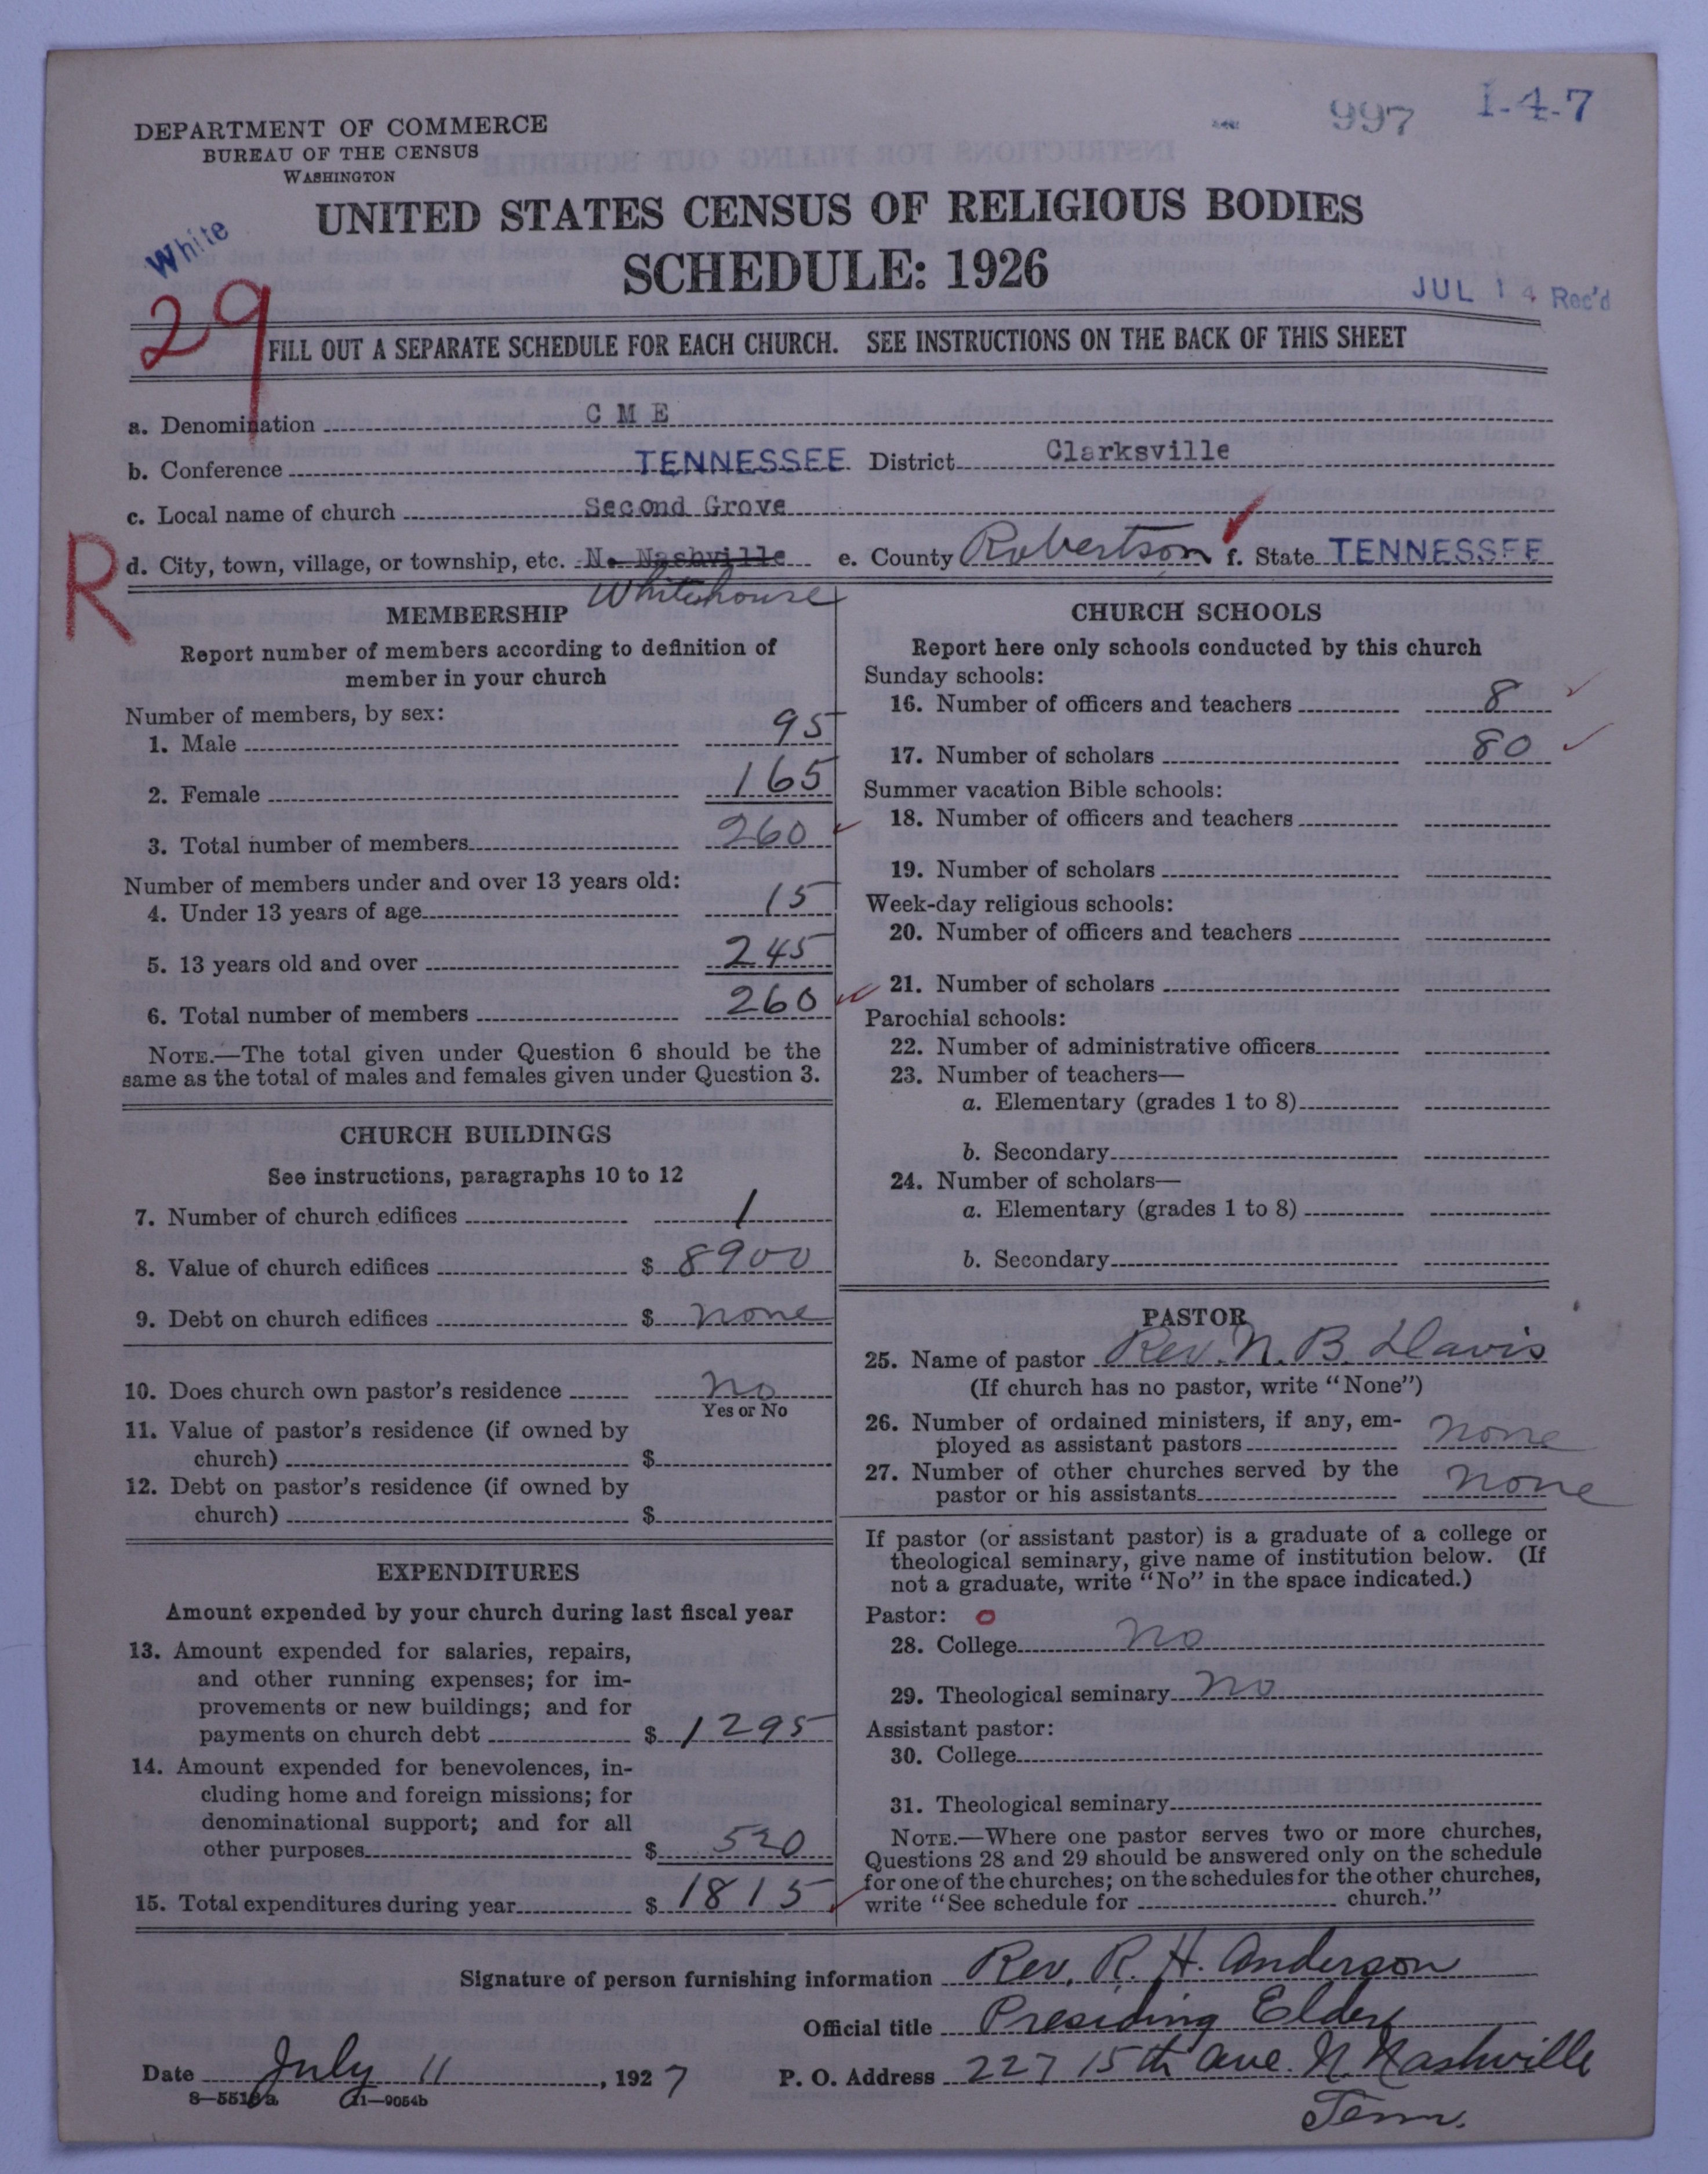 997 1-4-7
DEPARTMENT OF COMMERCE
BUREAU OF THE CENSUS
WASHINGTON
UNITED STATES CENSUS OF RELIGIOUS BODIES
White
SCHEDULE: 1926
JUL 14 Rec'd
29
FILL OUT A SEPARATE SCHEDULE FOR EACH CHURCH. SEE INSTRUCTIONS ON THE BACK OF THIS SHEET
a. Denomination C M E
b. Conference TENNESSEE District Clarksville
c. Local name of church Second Grove
R
d. City, town, village, or township, etc. N. Nashville e. County Robertson f. State TENNESSEE
Whitehouse
MEMBERSHIP
Report number of members according to definition of
member in your church
Number of members, by sex:
1. Male 95
2. Female 165
3. Total number of members 260
Number of members under and over 13 years old:
4. Under 13 years of age 15
5. 13 years old and over 245
6. Total number of members 260
NOTE.—The total given under Question 6 should be the
same as the total of males and females given under Question 3.
CHURCH BUILDINGS
See instructions, paragraphs 10 to 12
7. Number of church edifices 1
8. Value of church edifices $ 8900
9. Debt on church edifices $ none
10. Does church own pastor's residence no
Yes or No
11. Value of pastor's residence (if owned by
church) $
12. Debt on pastor's residence (if owned by
church) $
EXPENDITURES
Amount expended by your church during last fiscal year
13. Amount expended for salaries, repairs,
and other running expenses; for im-
provements or new buildings; and for
payments on church debt $ 1295
14. Amount expended for benevolences, in-
cluding home and foreign missions; for
denominational support; and for all
other purposes $ 520
15. Total expenditures during year $ 1815
CHURCH SCHOOLS
Report here only schools conducted by this church
Sunday schools:
16. Number of officers and teachers 8
17. Number of scholars 80
Summer vacation Bible schools:
18. Number of officers and teachers
19. Number of scholars
Week-day religious schools:
20. Number of officers and teachers
21. Number of scholars
Parochial schools:
22. Number of administrative officers
23. Number of teachers—
a. Elementary (grades 1 to 8)
b. Secondary
24. Number of scholars—
a. Elementary (grades 1 to 8)
b. Secondary
PASTOR
25. Name of pastor Rev. N. B. Davis
(If church has no pastor, write "None")
26. Number of ordained ministers, if any, em-
ployed as assistant pastors none
27. Number of other churches served by the
pastor or his assistants none
If pastor (or assistant pastor) is a graduate of a college or
theological seminary, give name of institution below. (If
not a graduate, write "No" in the space indicated.)
Pastor: 0
28. College no
29. Theological seminary no
Assistant pastor:
30. College
31. Theological seminary
NOTE.—Where one pastor serves two or more churches,
Questions 28 and 29 should be answered only on the schedule
for one of the churches; on the schedules for the other churches,
write "See schedule for church."
Signature of person furnishing information Rev. R. H. Anderson
Official title Presiding Elder
Date July 11, 1927 P. O. Address 227 15th ave. N. Nashville
Tenn.
8—5518a 11—9054b